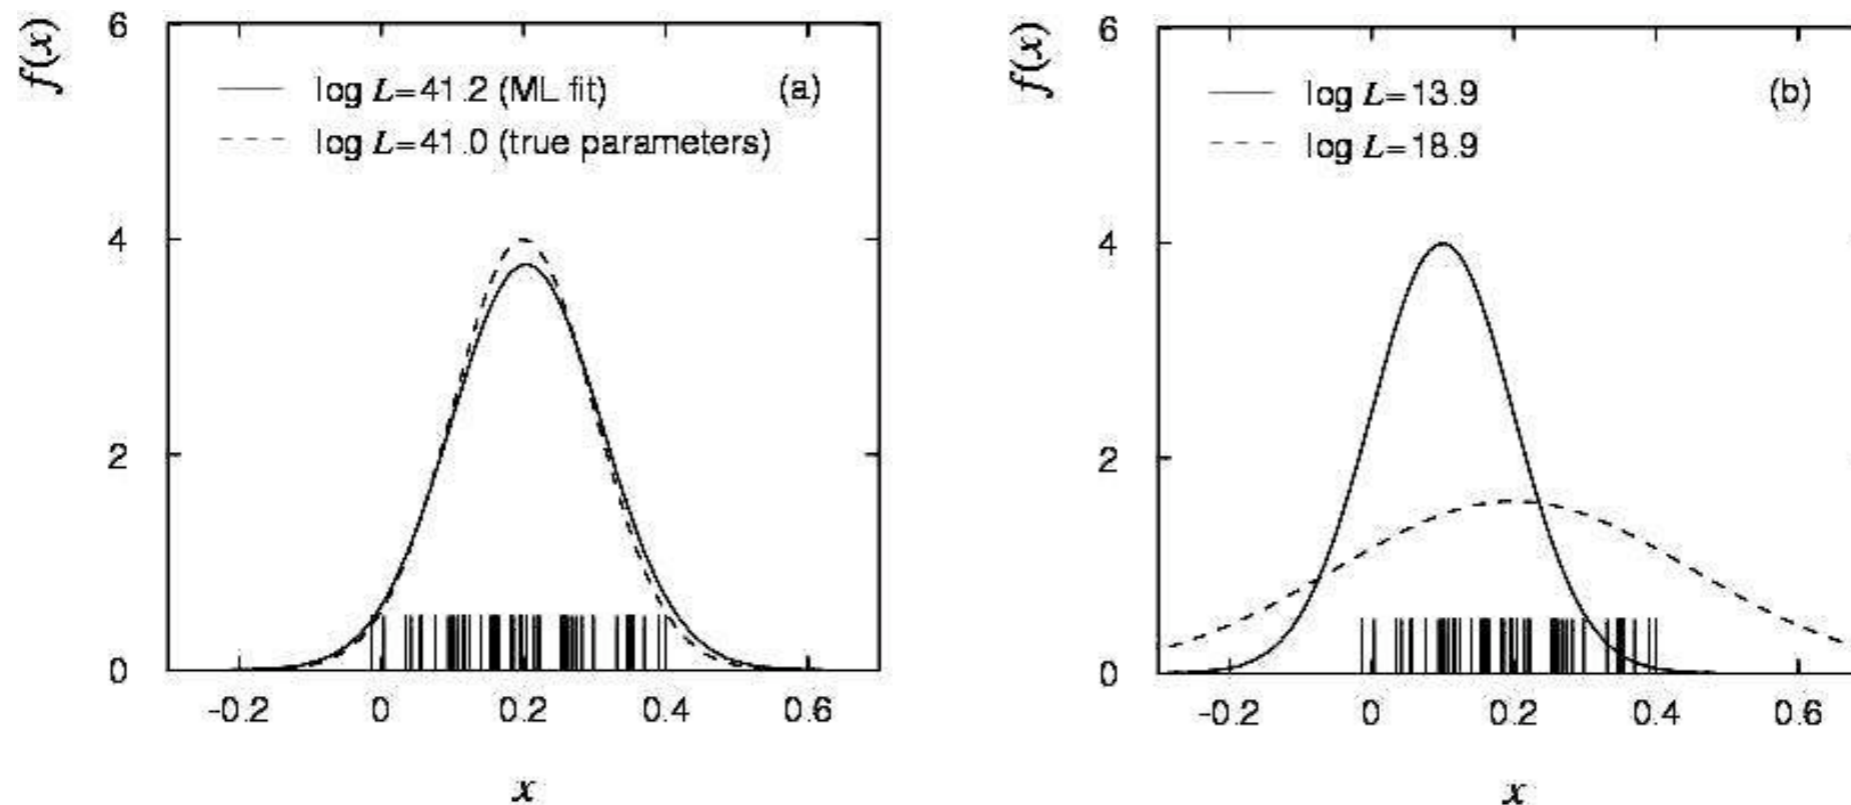 f(x)
6
4
2
0
log L=41.2 (ML fit)
(a)
log L=41.0 (true parameters)
-0.2
0
0.2
0.4
0.6
x
f(x)
6
4
2
0
log L=13.9
(b)
log L=18.9
-0.2
0
0.2
0.4
0.6
x